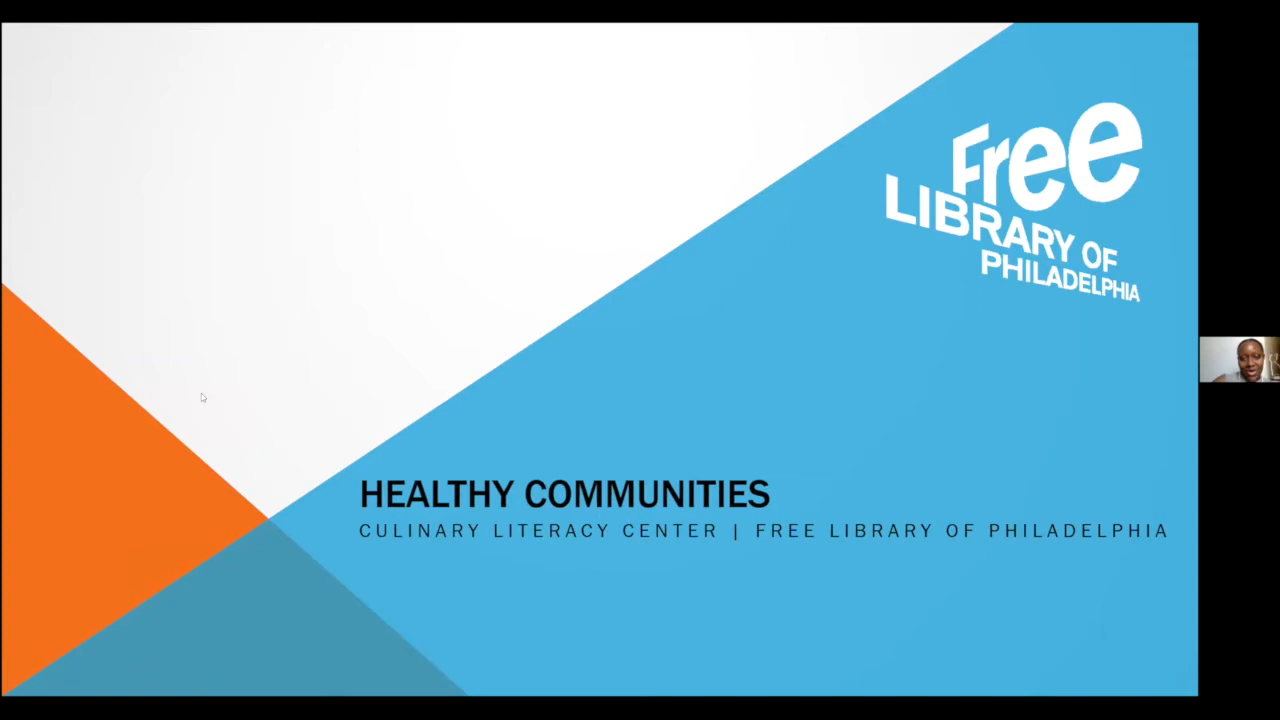 Free
LIBRARY OF
PHILADELPHIA
HEALTHY COMMUNITIES
CULINARY LITERACY CENTER | FREE LIBRARY OF PHILADELPHIA